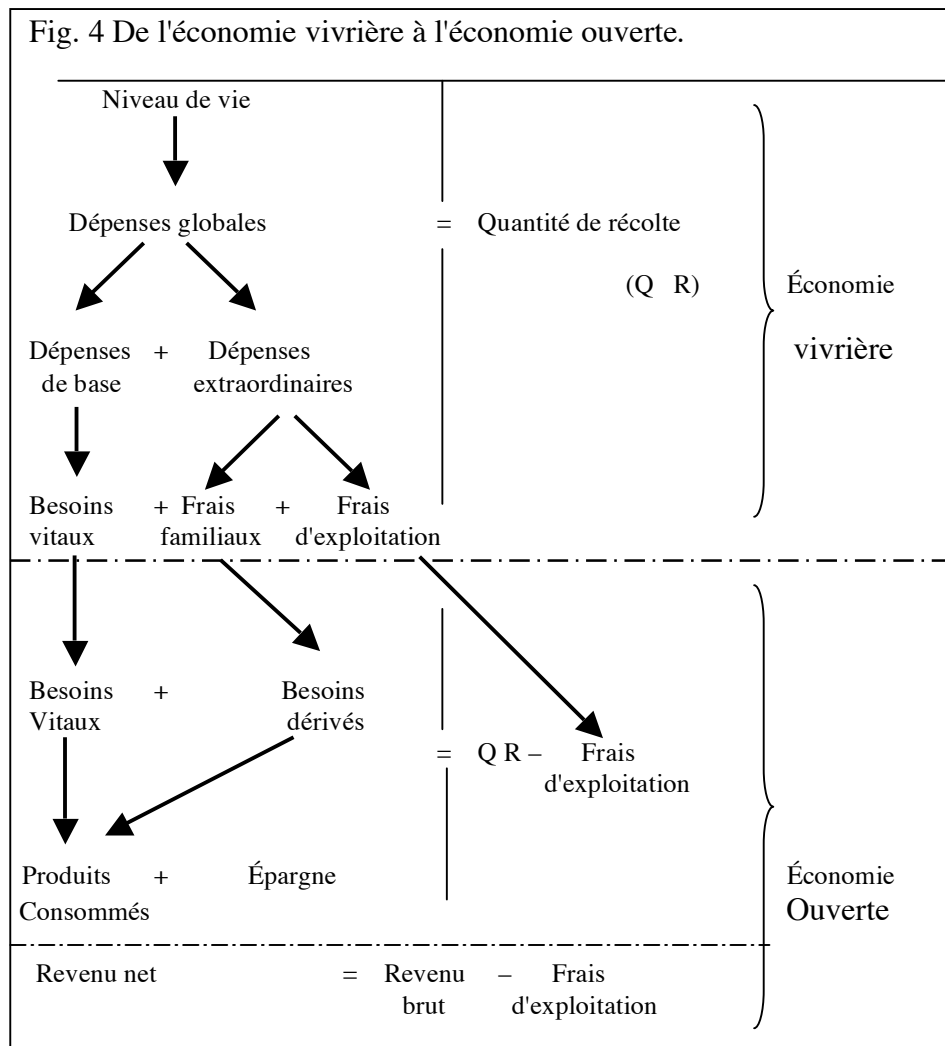 Fig. 4 De l'économie vivrière à l'économie ouverte.
Niveau de vie
Dépenses globales = Quantité de récolte
(Q R) Économie
Dépenses + Dépenses vivrière
de base extraordinaires
Besoins + Frais + Frais
vitaux familiaux d'exploitation
Besoins + Besoins
Vitaux dérivés
= Q R – Frais
d'exploitation
Produits + Épargne Économie
Consommés Ouverte
Revenu net = Revenu – Frais
brut d'exploitation